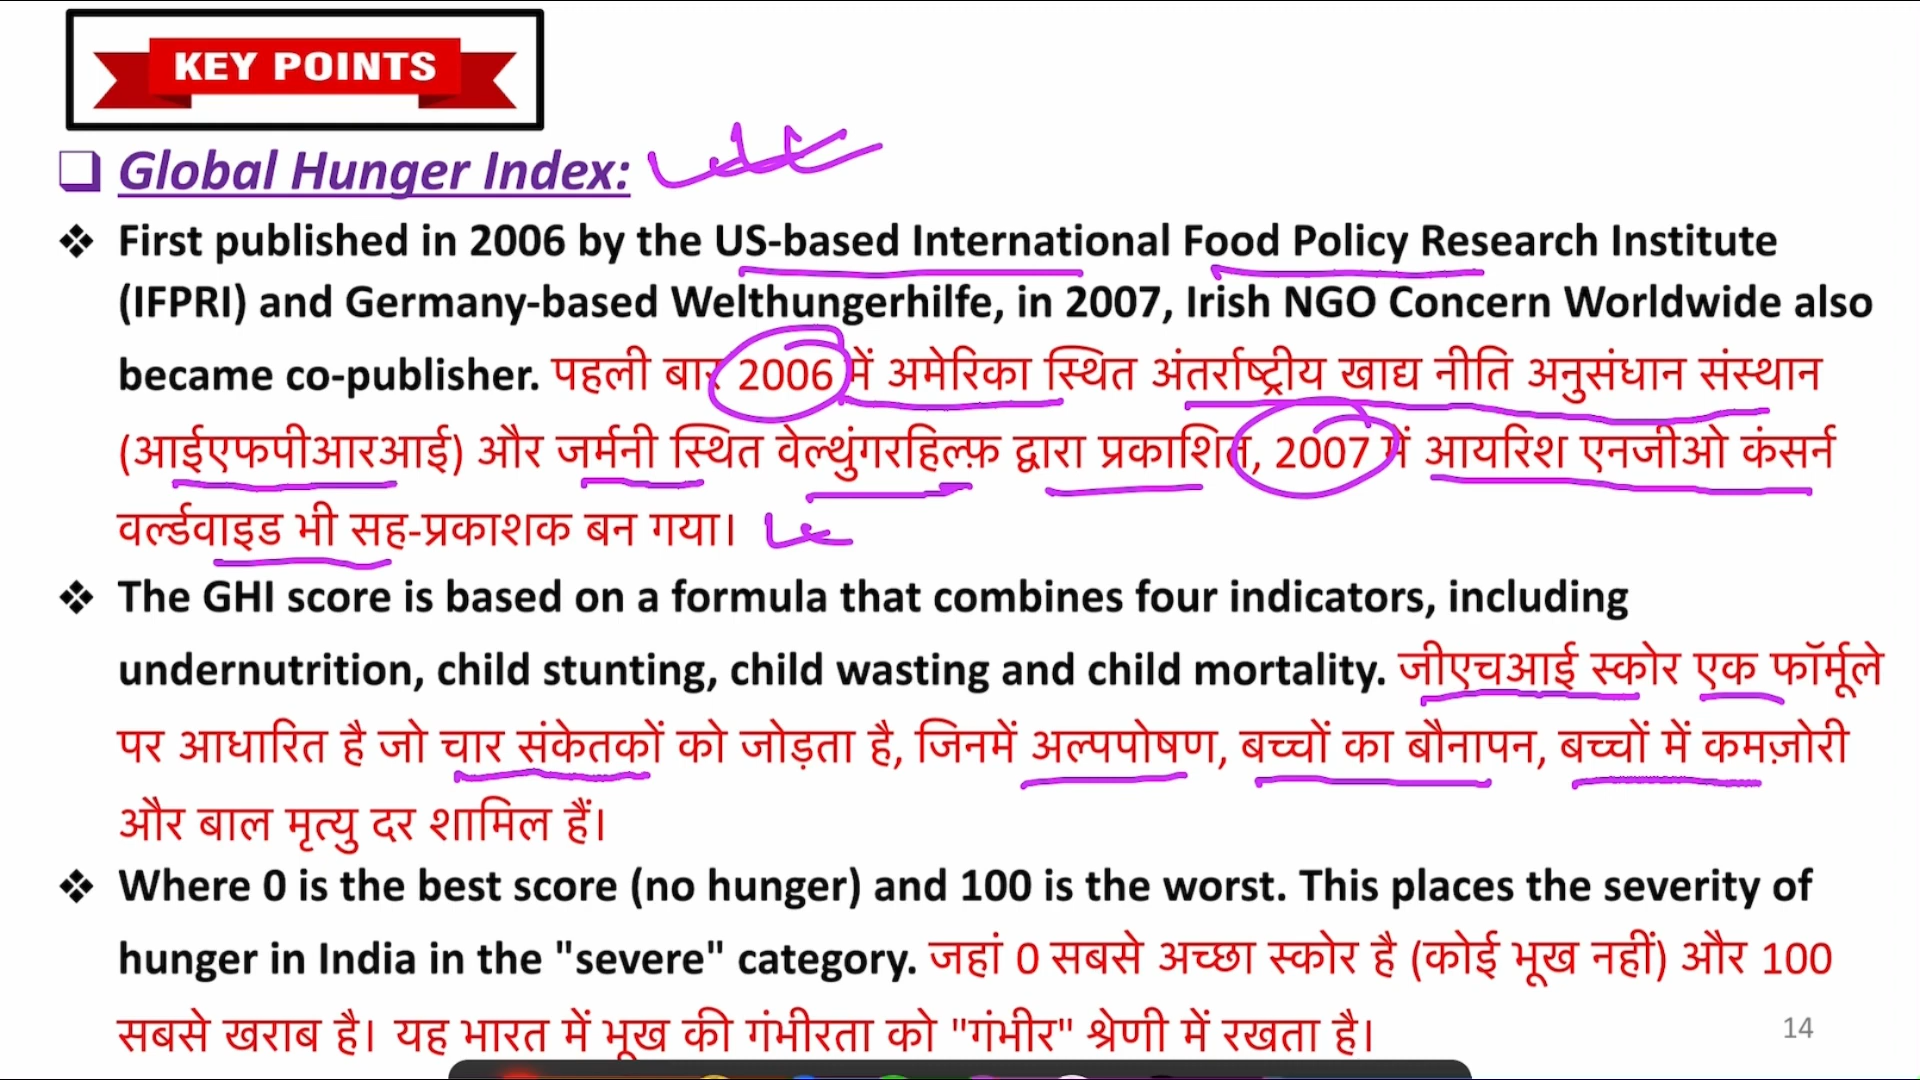 KEY POINTS
Global Hunger Index:
First published in 2006 by the US-based International Food Policy Research Institute
(IFPRI) and Germany-based Welthungerhilfe, in 2007, Irish NGO Concern Worldwide also
became co-publisher. पहली बार 2006 में अमेरिका स्थित अंतर्राष्ट्रीय खाद्य नीति अनुसंधान संस्थान
(आईएफपीआरआई) और जर्मनी स्थित वेल्थुंगरहिल्फ़ द्वारा प्रकाशित, 2007 में आयरिश एनजीओ कंसर्न
वर्ल्डवाइड भी सह-प्रकाशक बन गया।
The GHI score is based on a formula that combines four indicators, including
undernutrition, child stunting, child wasting and child mortality. जीएचआई स्कोर एक फॉर्मूले
पर आधारित है जो चार संकेतकों को जोड़ता है, जिनमें अल्पपोषण, बच्चों का बौनापन, बच्चों में कमज़ोरी
और बाल मृत्यु दर शामिल हैं।
Where 0 is the best score (no hunger) and 100 is the worst. This places the severity of
hunger in India in the "severe" category. जहां 0 सबसे अच्छा स्कोर है (कोई भूख नहीं) और 100
सबसे खराब है। यह भारत में भूख की गंभीरता को "गंभीर" श्रेणी में रखता है।
14